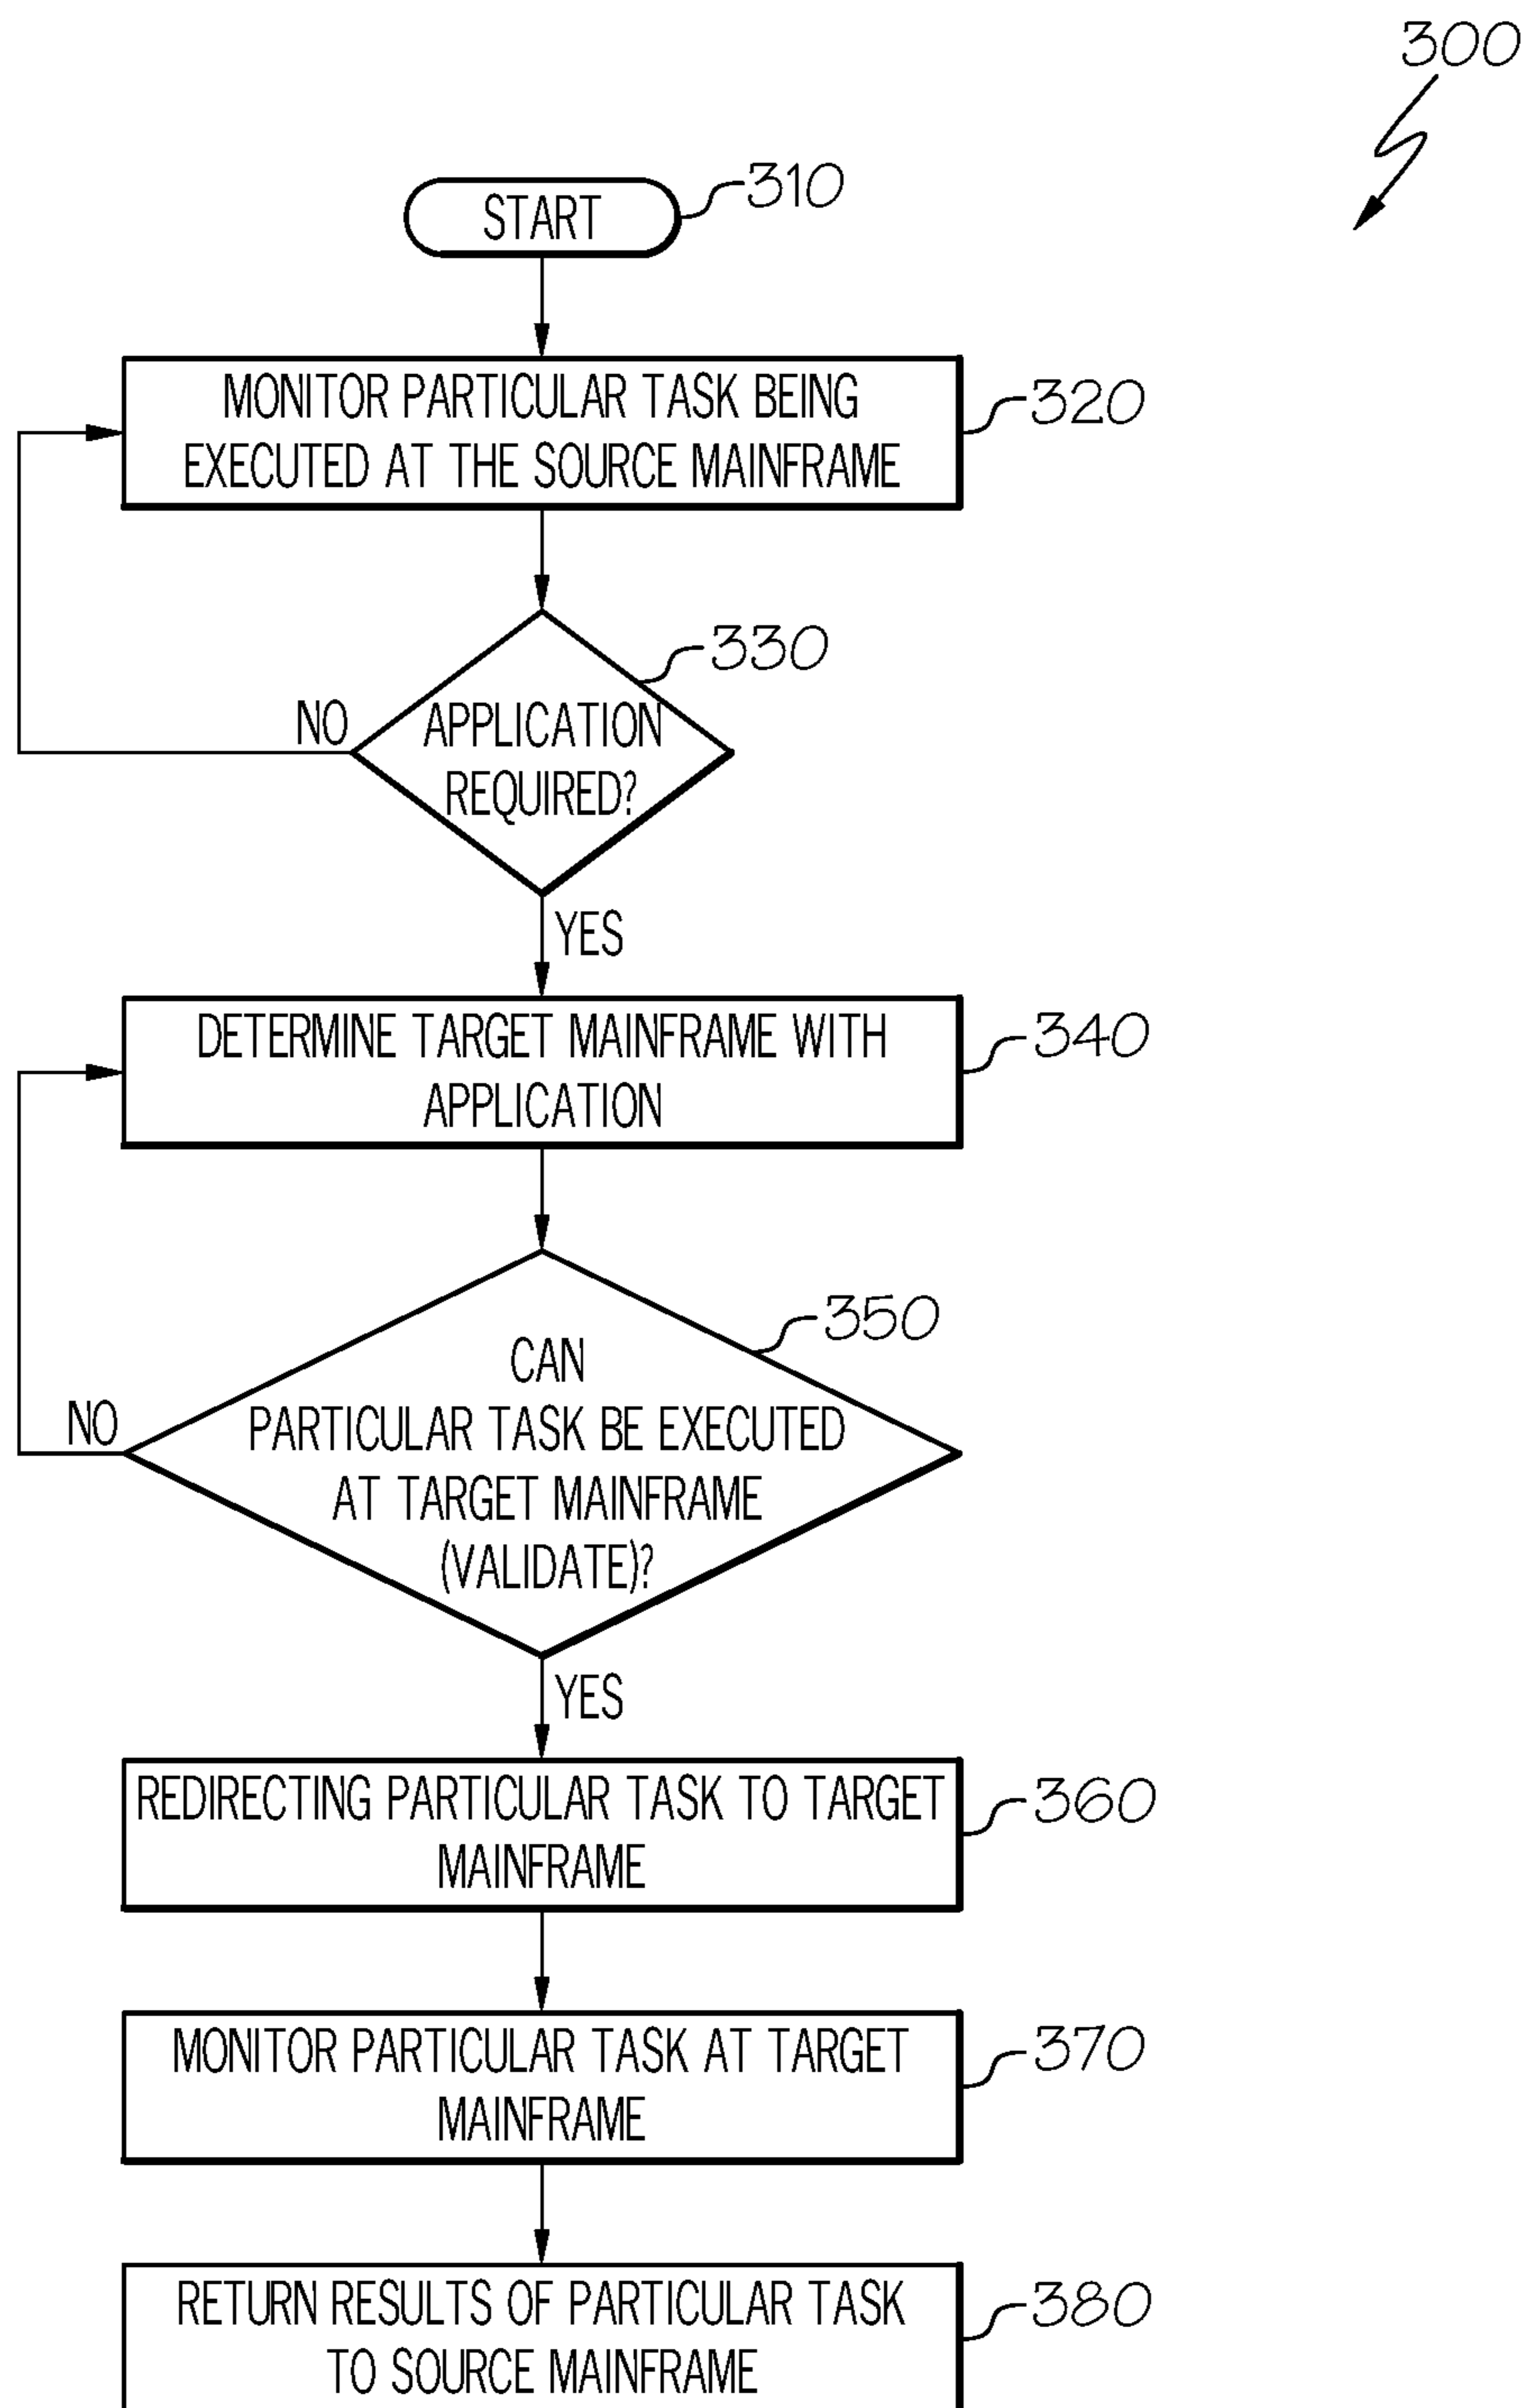 300
START
310
MONITOR PARTICULAR TASK BEING
EXECUTED AT THE SOURCE MAINFRAME
320
330
NO
APPLICATION
REQUIRED?
YES
DETERMINE TARGET MAINFRAME WITH
APPLICATION
340
350
CAN
NO
PARTICULAR TASK BE EXECUTED
AT TARGET MAINFRAME
(VALIDATE)?
YES
REDIRECTING PARTICULAR TASK TO TARGET
MAINFRAME
360
MONITOR PARTICULAR TASK AT TARGET
MAINFRAME
370
RETURN RESULTS OF PARTICULAR TASK
TO SOURCE MAINFRAME
380